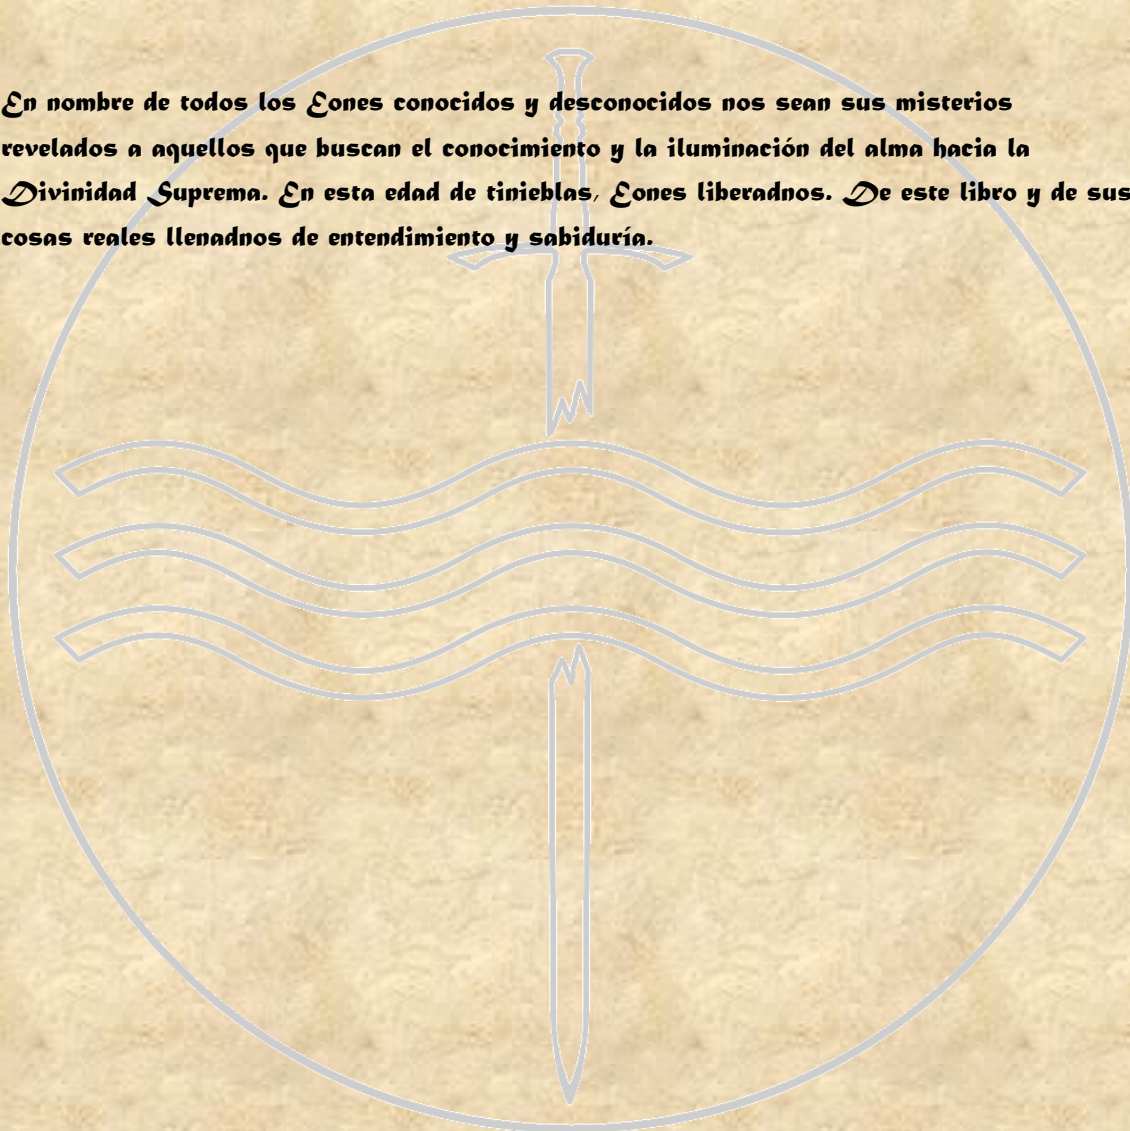 En nombre de todos los Eones conocidos y desconocidos nos sean sus misterios
revelados a aquellos que buscan el conocimiento y la iluminación del alma hacia la
Divinidad Suprema. En esta edad de tinieblas, Eones liberadnos. De este libro y de sus
cosas reales llenadnos de entendimiento y sabiduría.